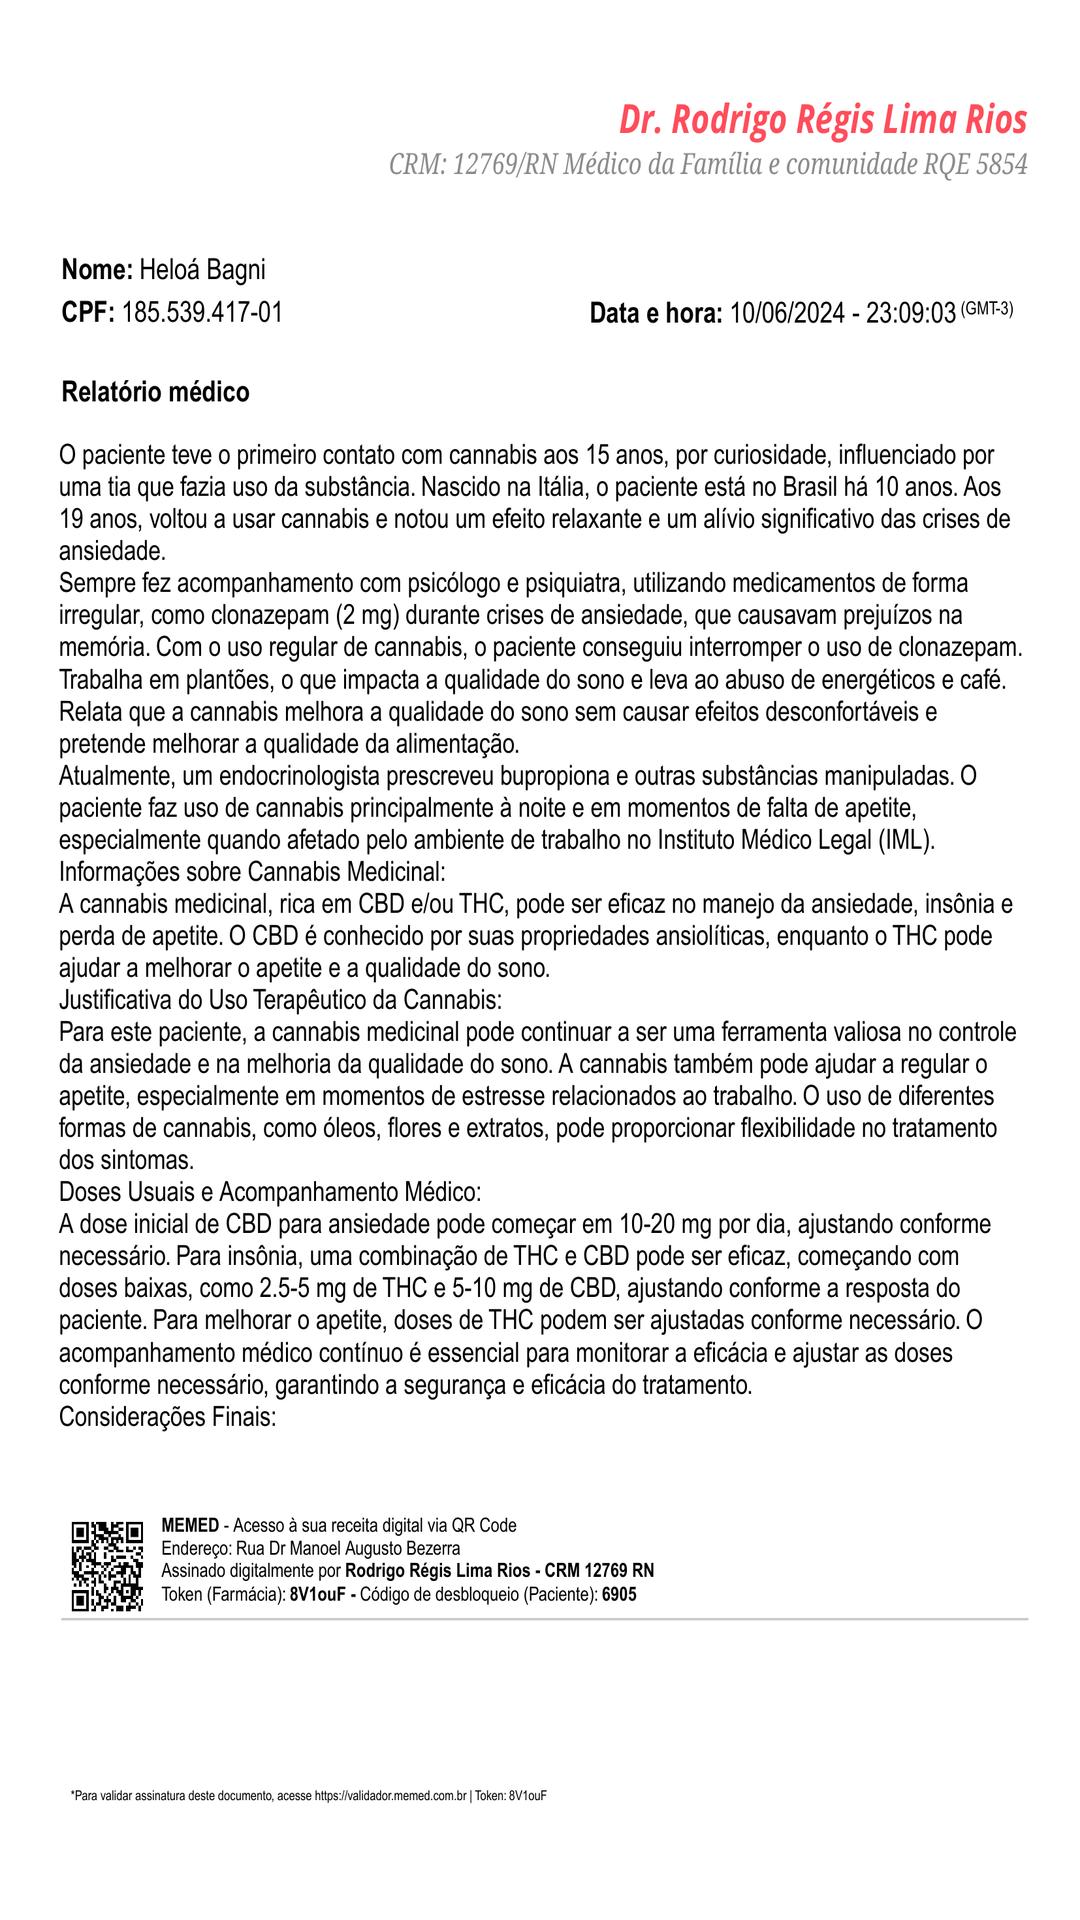 Dr. Rodrigo Régis Lima Rios
CRM: 12769/RN Médico da Família e comunidade RQE 5854
Nome: Heloá Bagni
CPF: 185.539.417-01
Data e hora: 10/06/2024 - 23:09:03 (GMT-3)
Relatório médico
O paciente teve o primeiro contato com cannabis aos 15 anos, por curiosidade, influenciado por
uma tia que fazia uso da substância. Nascido na Itália, o paciente está no Brasil há 10 anos. Aos
19 anos, voltou a usar cannabis e notou um efeito relaxante e um alívio significativo das crises de
ansiedade.
Sempre fez acompanhamento com psicólogo e psiquiatra, utilizando medicamentos de forma
irregular, como clonazepam (2 mg) durante crises de ansiedade, que causavam prejuízos na
memória. Com o uso regular de cannabis, o paciente conseguiu interromper o uso de clonazepam.
Trabalha em plantões, o que impacta a qualidade do sono e leva ao abuso de energéticos e café.
Relata que a cannabis melhora a qualidade do sono sem causar efeitos desconfortáveis e
pretende melhorar a qualidade da alimentação.
Atualmente, um endocrinologista prescreveu bupropiona e outras substâncias manipuladas. O
paciente faz uso de cannabis principalmente à noite e em momentos de falta de apetite,
especialmente quando afetado pelo ambiente de trabalho no Instituto Médico Legal (IML).
Informações sobre Cannabis Medicinal:
A cannabis medicinal, rica em CBD e/ou THC, pode ser eficaz no manejo da ansiedade, insônia e
perda de apetite. O CBD é conhecido por suas propriedades ansiolíticas, enquanto o THC pode
ajudar a melhorar o apetite e a qualidade do sono.
Justificativa do Uso Terapêutico da Cannabis:
Para este paciente, a cannabis medicinal pode continuar a ser uma ferramenta valiosa no controle
da ansiedade e na melhoria da qualidade do sono. A cannabis também pode ajudar a regular o
apetite, especialmente em momentos de estresse relacionados ao trabalho. O uso de diferentes
formas de cannabis, como óleos, flores e extratos, pode proporcionar flexibilidade no tratamento
dos sintomas.
Doses Usuais e Acompanhamento Médico:
A dose inicial de CBD para ansiedade pode começar em 10-20 mg por dia, ajustando conforme
necessário. Para insônia, uma combinação de THC e CBD pode ser eficaz, começando com
doses baixas, como 2.5-5 mg de THC e 5-10 mg de CBD, ajustando conforme a resposta do
paciente. Para melhorar o apetite, doses de THC podem ser ajustadas conforme necessário. O
acompanhamento médico contínuo é essencial para monitorar a eficácia e ajustar as doses
conforme necessário, garantindo a segurança e eficácia do tratamento.
Considerações Finais:
MEMED - Acesso à sua receita digital via QR Code
Endereço: Rua Dr Manoel Augusto Bezerra
Assinado digitalmente por Rodrigo Régis Lima Rios - CRM 12769 RN
Token (Farmácia): 8V1ouF - Código de desbloqueio (Paciente): 6905
*Para validar assinatura deste documento, acesse https://validador.memed.com.br | Token: 8V1ouF